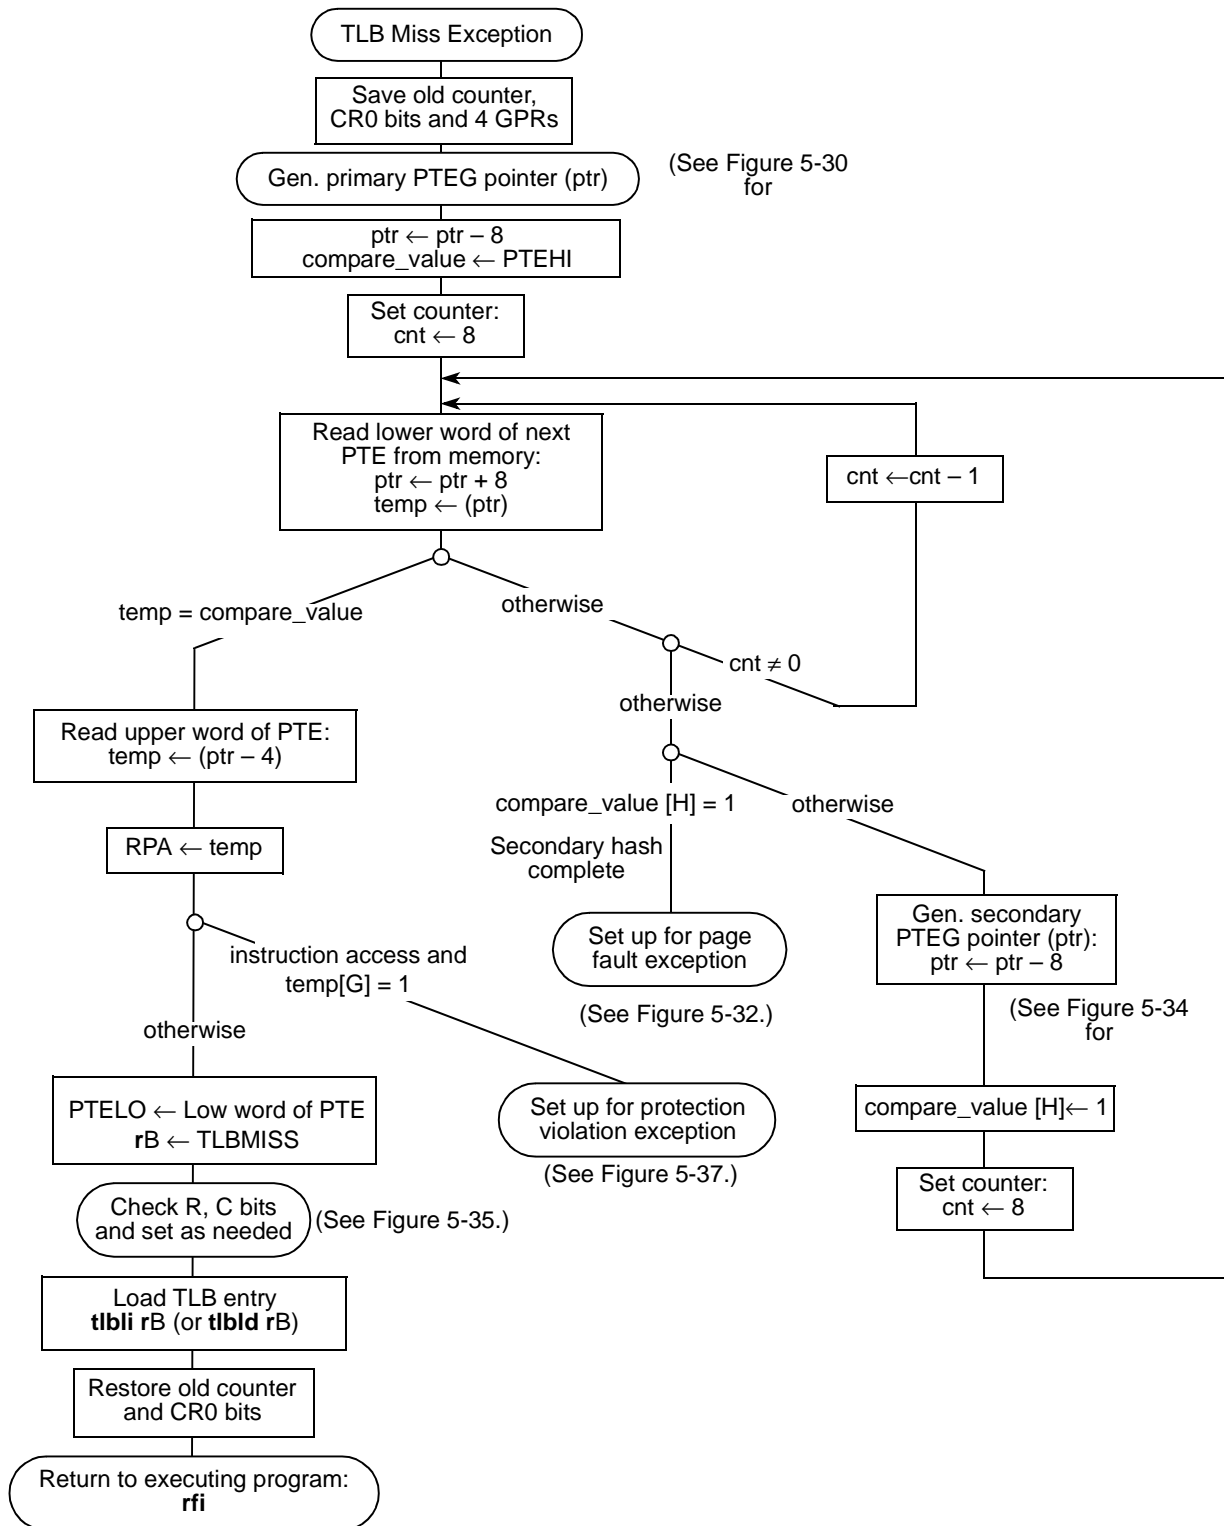 TLB Miss Exception
Save old counter,
CR0 bits and 4 GPRs
Gen. primary PTEG pointer (ptr)
(See Figure 5-30
for
ptr ← ptr – 8
compare_value ← PTEHI
Set counter:
cnt ← 8
Read lower word of next
PTE from memory:
ptr ← ptr + 8
temp ← (ptr)
cnt ←cnt – 1
temp = compare_value
otherwise
cnt ≠ 0
otherwise
Read upper word of PTE:
temp ← (ptr – 4)
compare_value [H] = 1
otherwise
Secondary hash
complete
RPA ← temp
Gen. secondary
PTEG pointer (ptr):
ptr ← ptr – 8
Set up for page
fault exception
instruction access and
temp[G] = 1
(See Figure 5-32.)
(See Figure 5-34
for
otherwise
PTELO ← Low word of PTE
rB ← TLBMISS
Set up for protection
violation exception
compare_value [H]← 1
(See Figure 5-37.)
Set counter:
cnt ← 8
Check R, C bits
and set as needed
(See Figure 5-35.)
Load TLB entry
tlbli rB (or tlbld rB)
Restore old counter
and CR0 bits
Return to executing program:
rfi